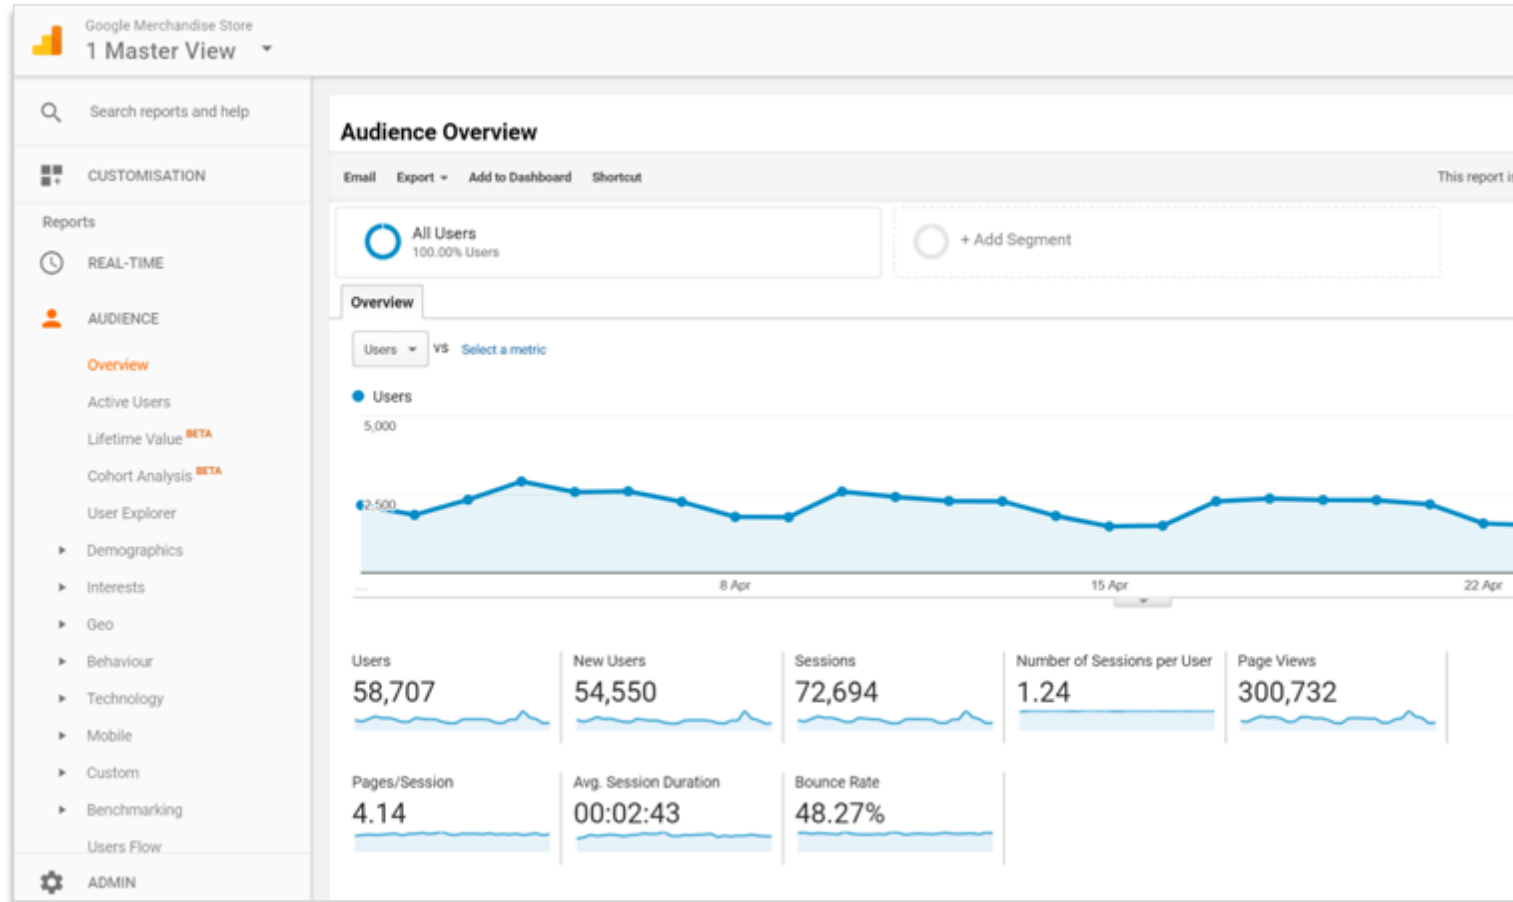 Google Merchandise Store
1 Master View
Search reports and help
CUSTOMISATION
Reports
REAL-TIME
AUDIENCE
Overview
Active Users
Lifetime Value BETA
Cohort Analysis BETA
User Explorer
Demographics
Interests
Geo
Behaviour
Technology
Mobile
Custom
Benchmarking
Users Flow
ADMIN
Audience Overview
Email Export Add to Dashboard Shortcut This report is
All Users
100.00% Users
+ Add Segment
Overview
Users VS Select a metric
Users
5,000
2,500
... 8 Apr 15 Apr 22 Apr
Users New Users Sessions Number of Sessions per User Page Views
58,707 54,550 72,694 1.24 300,732
Pages/Session Avg. Session Duration Bounce Rate
4.14 00:02:43 48.27%